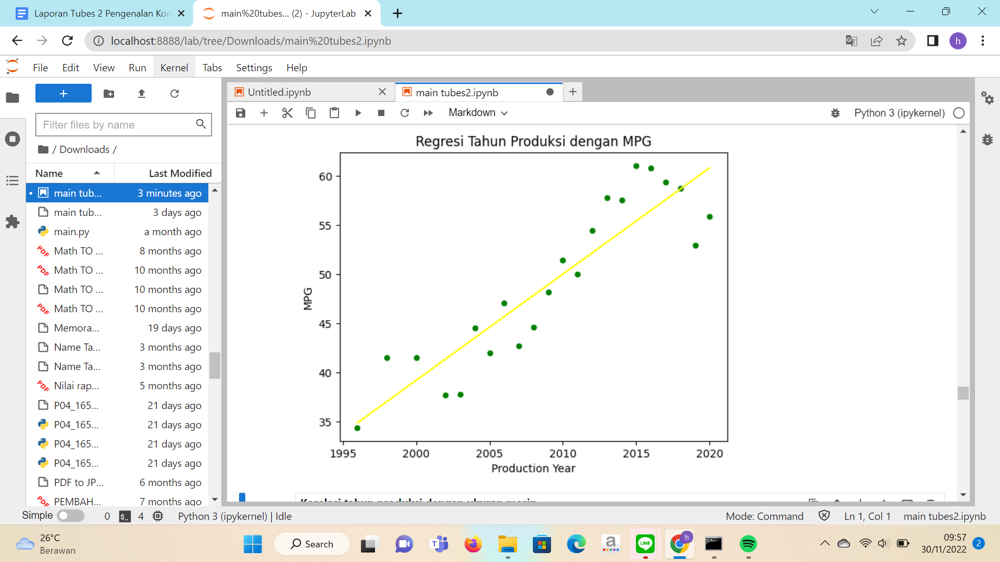 Laporan Tubes 2 Pengenalan Kon
main%20tubes... (2) - JupyterLab
localhost:8888/lab/tree/Downloads/main%20tubes2.ipynb
h
File Edit View Run Kernel Tabs Settings Help
Filter files by name
/ Downloads /
Name Last Modified
main tub... 3 minutes ago
main tub... 3 days ago
main.py a month ago
Math TO ... 8 months ago
Math TO ... 10 months ago
Math TO ... 10 months ago
Math TO ... 10 months ago
Memora... 19 days ago
Name Ta... 3 months ago
Name Ta... 3 months ago
Nilai rap... 5 months ago
P04_165... 21 days ago
P04_165... 21 days ago
P04_165... 21 days ago
P04_165... 21 days ago
PDF to JP... 6 months ago
PEMBAH... 7 months ago
Untitled.ipynb
main tubes2.ipynb
Markdown
Python 3 (ipykernel)
Regresi Tahun Produksi dengan MPG
60
55
50
45
40
35
MPG
1995 2000 2005 2010 2015 2020
Production Year
Korelasi tahun produksi dengan ukuran mesin
Simple 0 $_ 4 Python 3 (ipykernel) | Idle
Mode: Command Ln 1, Col 1 main tubes2.ipynb
26°C
Berawan
Search
LINE
h
09:57
30/11/2022
2